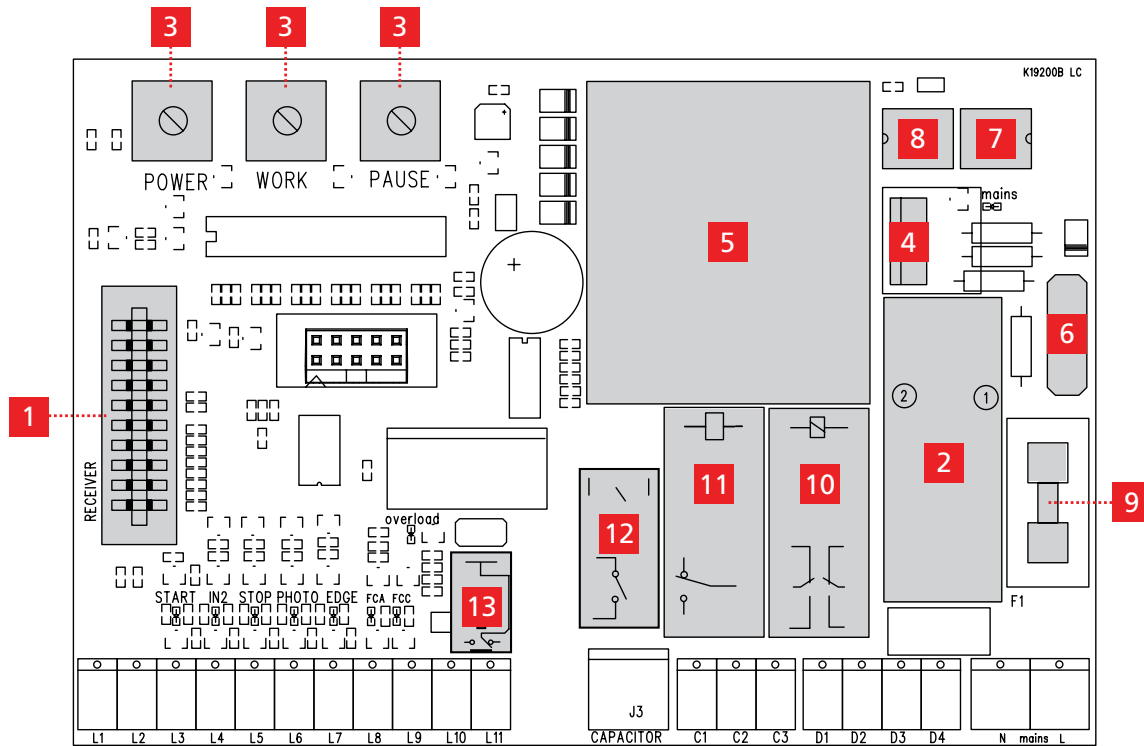 3 3 3
K19200B LC
8 7
POWER WORK PAUSE
mains
4
5
+
6
1
2 1
2
11 10
9
RECEIVER
12
overload
13
START IN2 STOP PHOTO EDGE FCA FCC
F1
J3
L1 L2 L3 L4 L5 L6 L7 L8 L9 L10 L11 CAPACITOR C1 C2 C3 D1 D2 D3 D4 N mains L